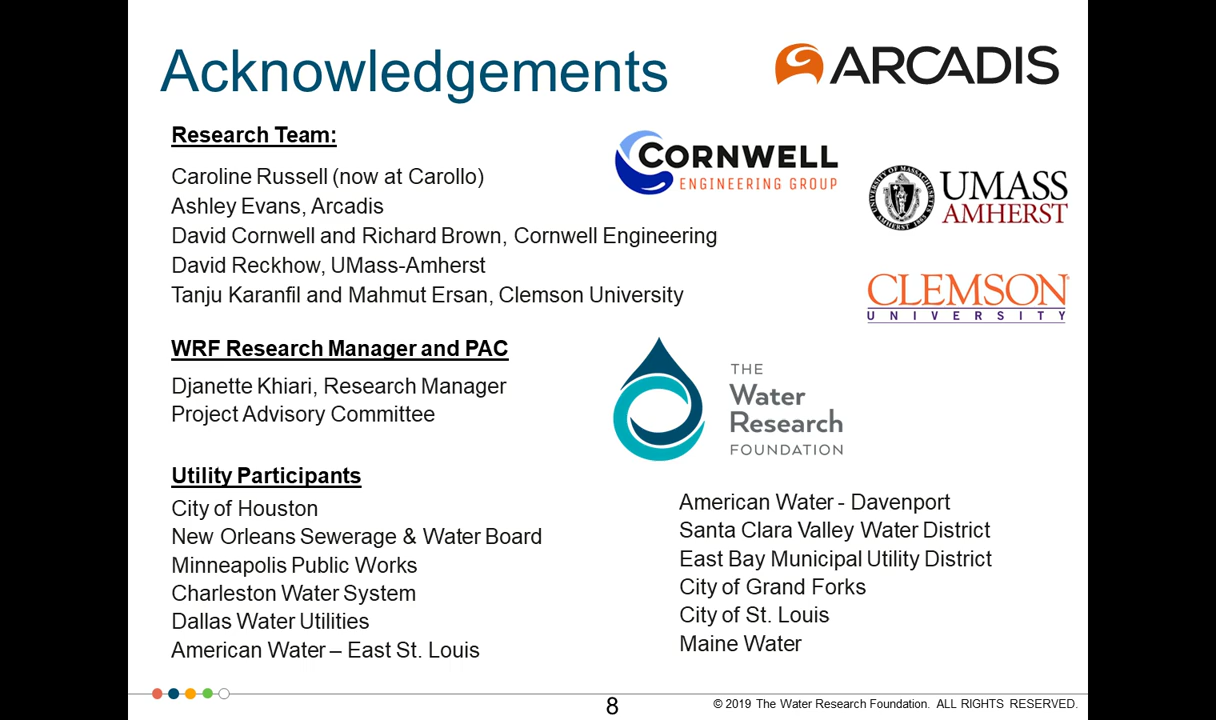 Acknowledgements
ARCADIS
Research Team:
CORNWELL
ENGINEERING GROUP
UMASS
AMHERST
Caroline Russell (now at Carollo)
Ashley Evans, Arcadis
David Cornwell and Richard Brown, Cornwell Engineering
David Reckhow, UMass-Amherst
Tanju Karanfil and Mahmut Ersan, Clemson University
CLEMSON
UNIVERSITY
WRF Research Manager and PAC
Djanette Khiari, Research Manager
Project Advisory Committee
THE
Water
Research
FOUNDATION
Utility Participants
City of Houston
New Orleans Sewerage & Water Board
Minneapolis Public Works
Charleston Water System
Dallas Water Utilities
American Water – East St. Louis
American Water - Davenport
Santa Clara Valley Water District
East Bay Municipal Utility District
City of Grand Forks
City of St. Louis
Maine Water
8
© 2019 The Water Research Foundation. ALL RIGHTS RESERVED.